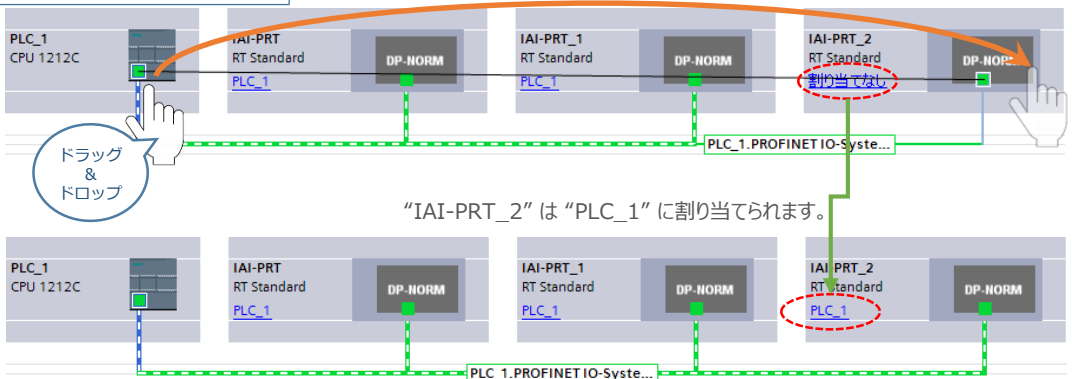 PLC_1
CPU 1212C
IAI-PRT
RT Standard
PLC_1
DP-NORM
IAI-PRT_1
RT Standard
PLC_1
DP-NORM
IAI-PRT_2
RT Standard
割り当てなし
DP-NORM
ドラッグ
&
ドロップ
PLC_1.PROFINET IO-Syste...
“IAI-PRT_2” は “PLC_1” に割り当てられます。
PLC_1
CPU 1212C
IAI-PRT
RT Standard
PLC_1
DP-NORM
IAI-PRT_1
RT Standard
PLC_1
DP-NORM
IAI-PRT_2
RT Standard
PLC_1
DP-NORM
PLC_1.PROFINET IO-Syste...